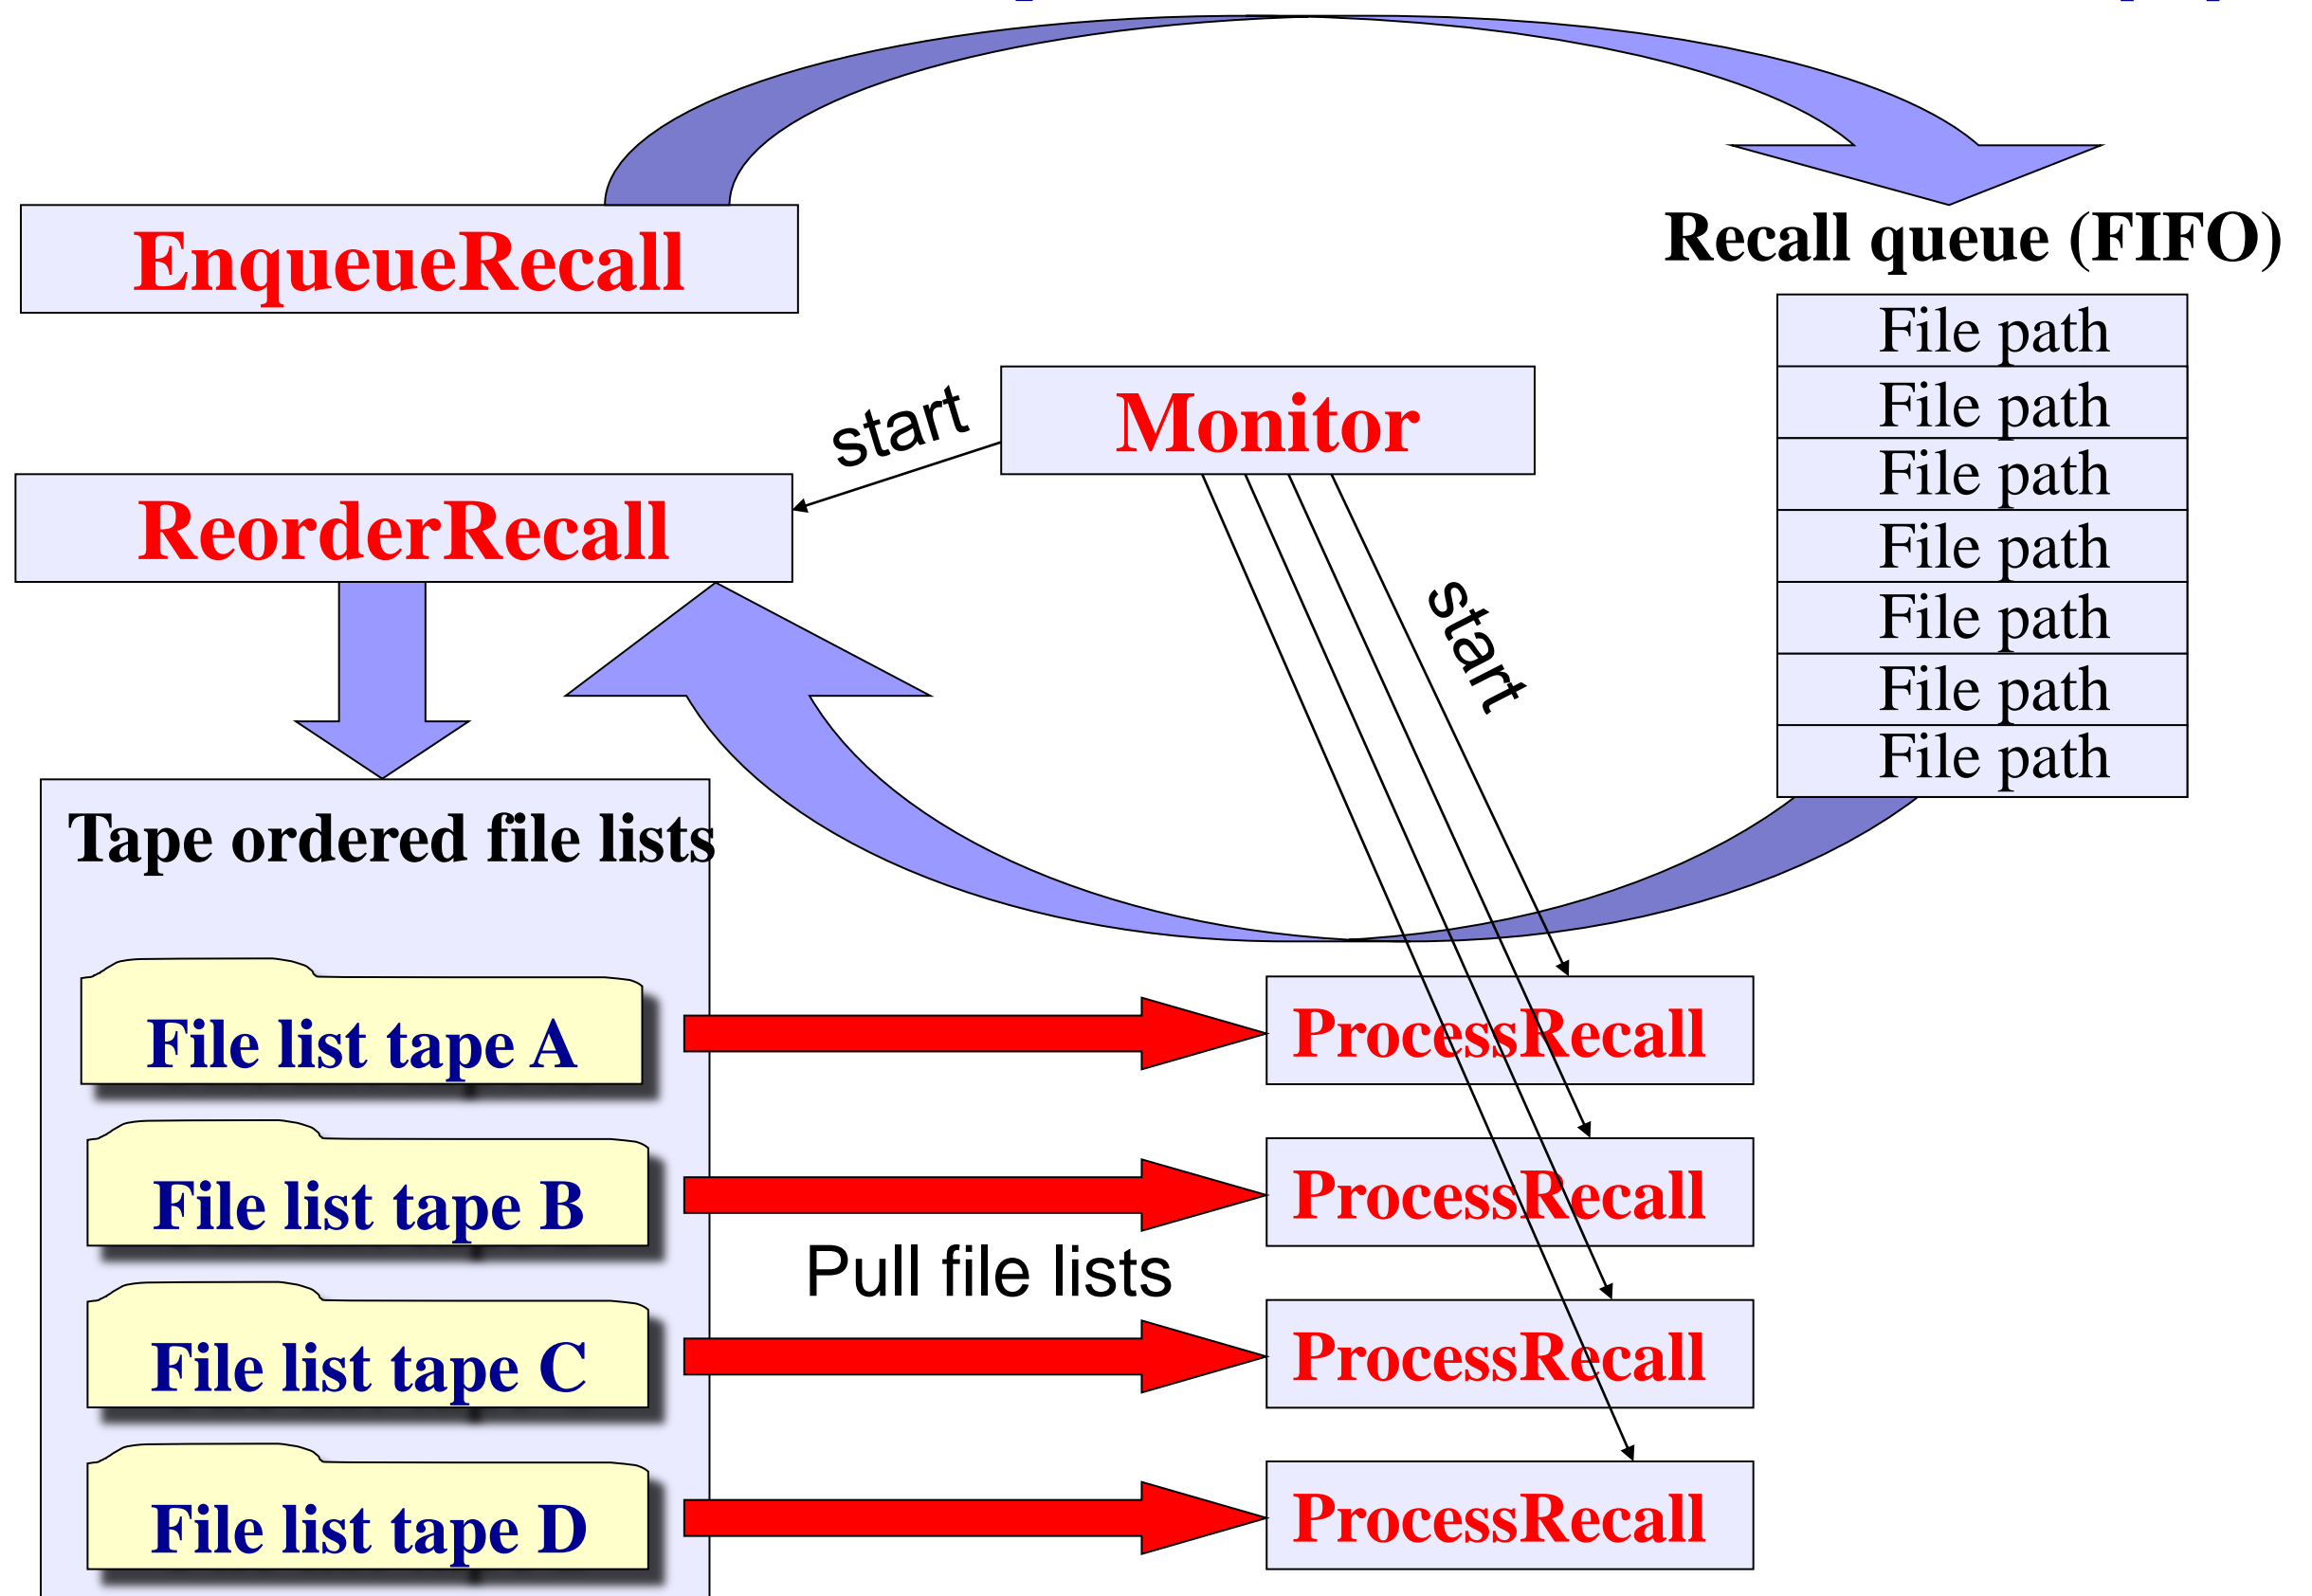 EnqueueRecall
Recall queue (FIFO)
File path
Monitor
start
File path
File path
ReorderRecall
File path
File path
start
File path
File path
Tape ordered file lists
File list tape A
ProcessRecall
File list tape B
ProcessRecall
Pull file lists
File list tape C
ProcessRecall
File list tape D
ProcessRecall